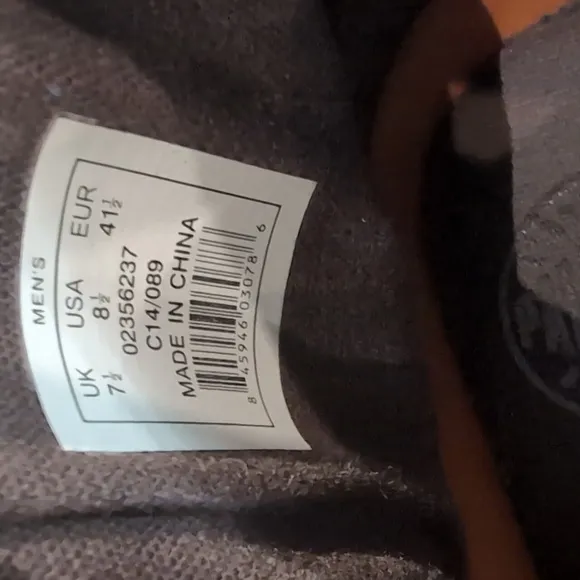 MEN'S
UK USA EUR
7½ 8½ 41½
02356237
C14/089
MADE IN CHINA
8 45946 03078 6